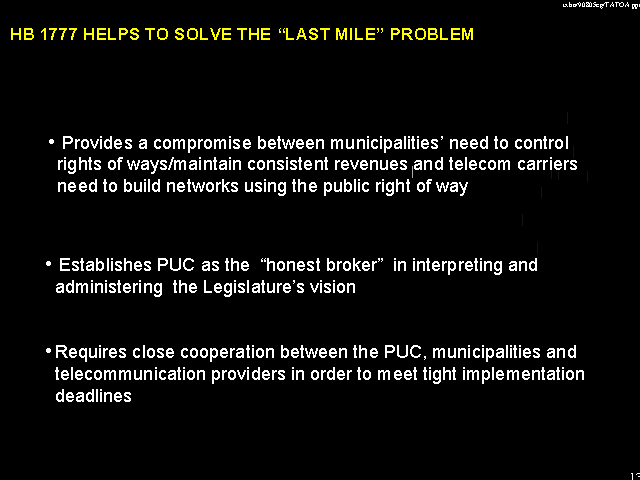 HB 1777 HELPS TO SOLVE THE “LAST MILE” PROBLEM
• Provides a compromise between municipalities’ need to control
rights of ways/maintain consistent revenues and telecom carriers
need to build networks using the public right of way
• Establishes PUC as the “honest broker” in interpreting and
administering the Legislature’s vision
• Requires close cooperation between the PUC, municipalities and
telecommunication providers in order to meet tight implementation
deadlines